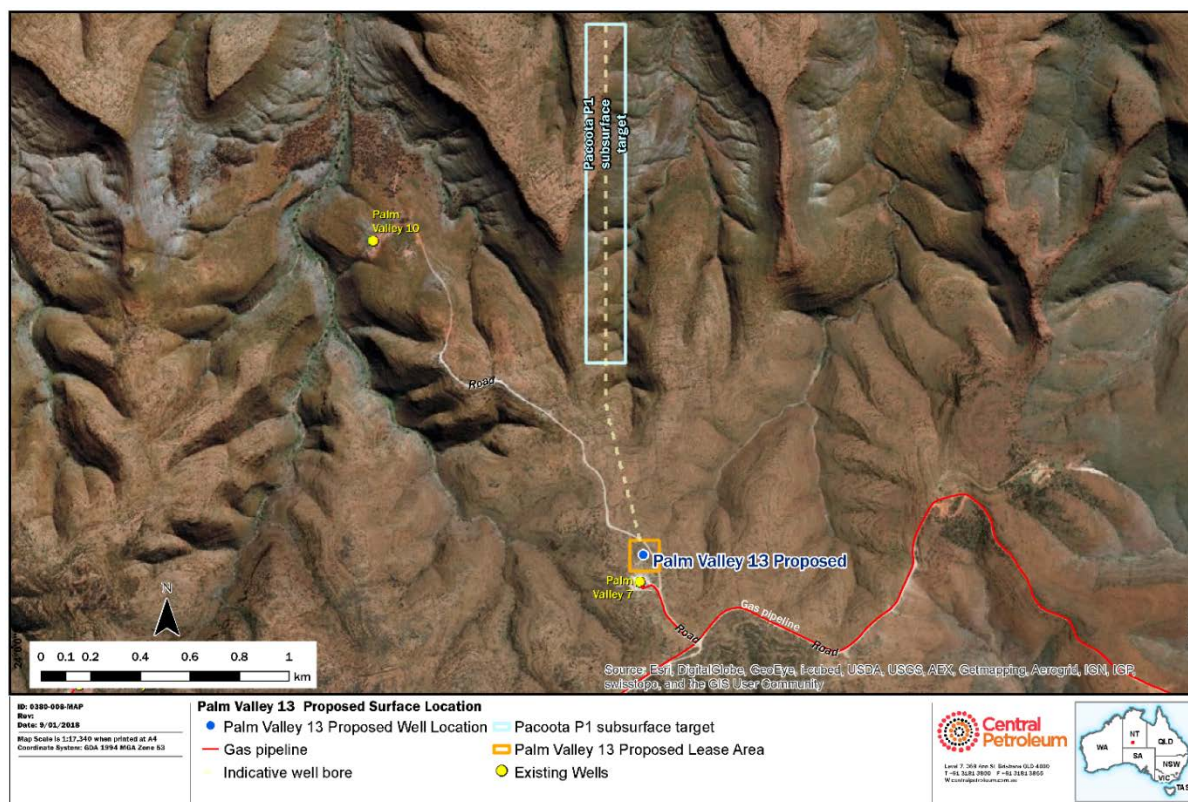 Pacoota P1
subsurface
target
Palm
Valley 10
Road
Palm Valley 13 Proposed
Palm
Valley 7
Gas pipeline
Road
Road
N
0 0.1 0.2 0.4 0.6 0.8 1
km
Source: Esri, DigitalGlobe, GeoEye, i-cubed, USDA, USGS, AEX, Getmapping, Aerogrid, IGN, IGP,
swisstopo, and the GIS User Community
ID: 0380-008-MAP
Rev:
Date: 9/01/2018
Map Scale is 1:17,340 when printed at A4
Coordinate System: GDA 1994 MGA Zone 53
Palm Valley 13 Proposed Surface Location
Palm Valley 13 Proposed Well Location
Gas pipeline
Indicative well bore
Pacoota P1 subsurface target
Palm Valley 13 Proposed Lease Area
Existing Wells
Central
Petroleum
WA
NT
QLD
SA
NSW
VIC
TAS